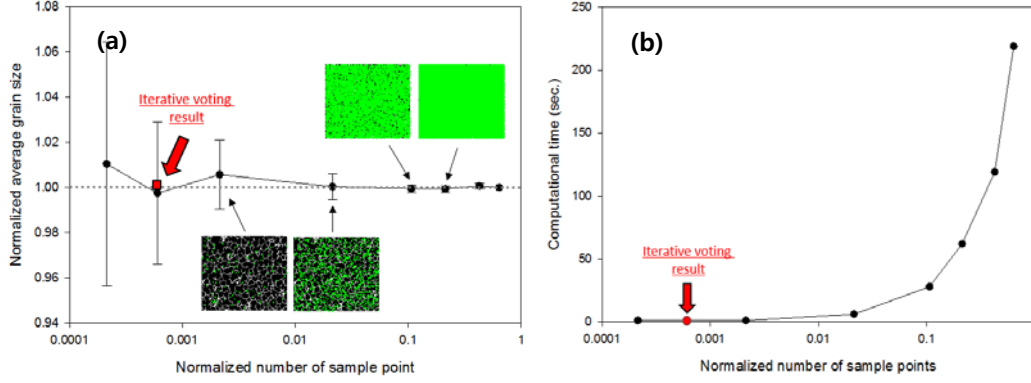 (a)
1.08
1.06
1.04
1.02
1.00
0.98
0.96
0.94
Normalized average grain size
Iterative voting
result
0.0001
0.001
0.01
0.1
1
Normalized number of sample point
(b)
250
200
150
100
50
0
Computational time (sec.)
Iterative voting
result
0.0001
0.001
0.01
0.1
Normalized number of sample points